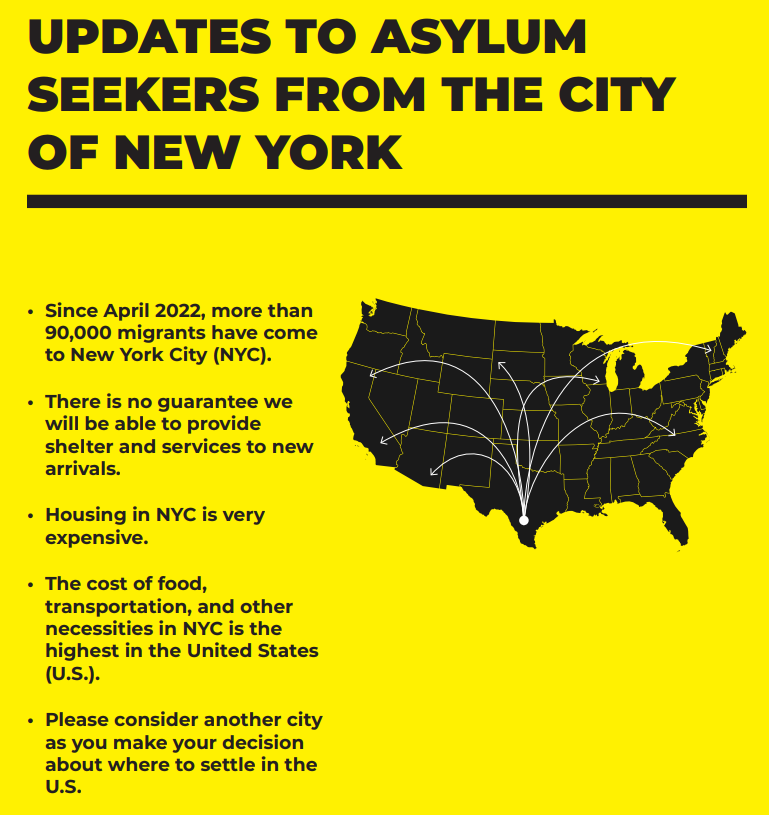 UPDATES TO ASYLUM
SEEKERS FROM THE CITY
OF NEW YORK
• Since April 2022, more than
90,000 migrants have come
to New York City (NYC).
• There is no guarantee we
will be able to provide
shelter and services to new
arrivals.
• Housing in NYC is very
expensive.
• The cost of food,
transportation, and other
necessities in NYC is the
highest in the United States
(U.S.).
• Please consider another city
as you make your decision
about where to settle in the
U.S.